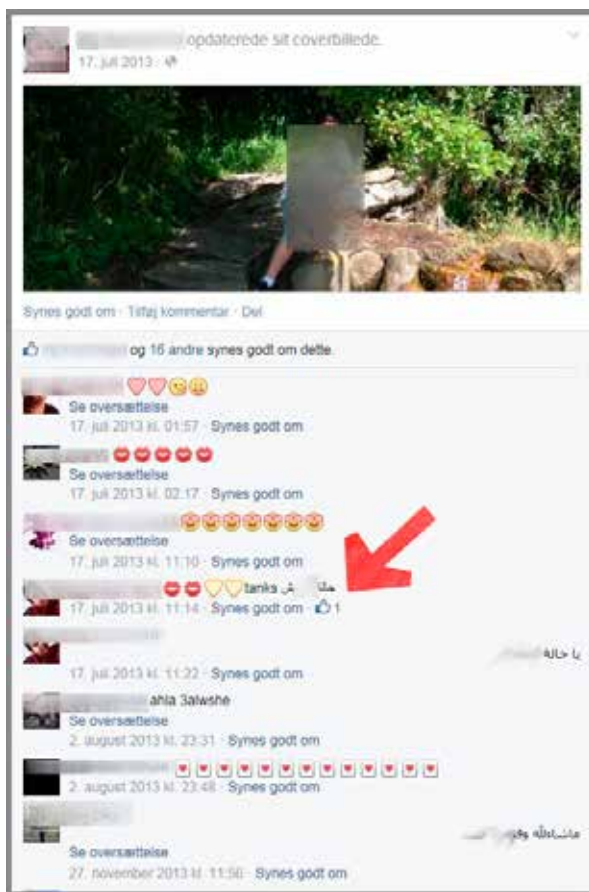 opdaterede sit coverbillede.
17. juli 2013
Synes godt om · Tilføj kommentar · Del
og 16 andre synes godt om dette.
Se oversættelse
17. juli 2013 kl. 01:57 · Synes godt om
Se oversættelse
17. juli 2013 kl. 02:17 · Synes godt om
Se oversættelse
17. juli 2013 kl. 11:10 · Synes godt om
tanks
17. juli 2013 kl. 11:14 · Synes godt om · 1
يا خالة
17. juli 2013 kl. 11:22 · Synes godt om
ahla 3alwshe
Se oversættelse
2. august 2013 kl. 23:31 · Synes godt om
2. august 2013 kl. 23:48 · Synes godt om
ماشاءالله
Se oversættelse
27. november 2013 kl. 11:56 · Synes godt om